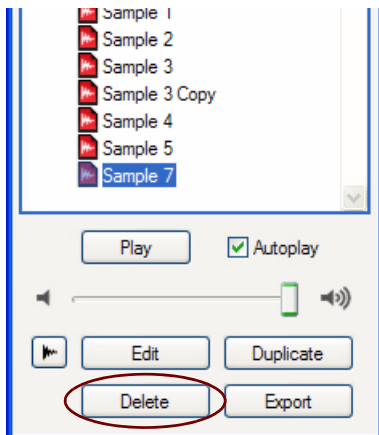 Sample 1
Sample 2
Sample 3
Sample 3 Copy
Sample 4
Sample 5
Sample 7
Play Autoplay
Edit Duplicate
Delete Export